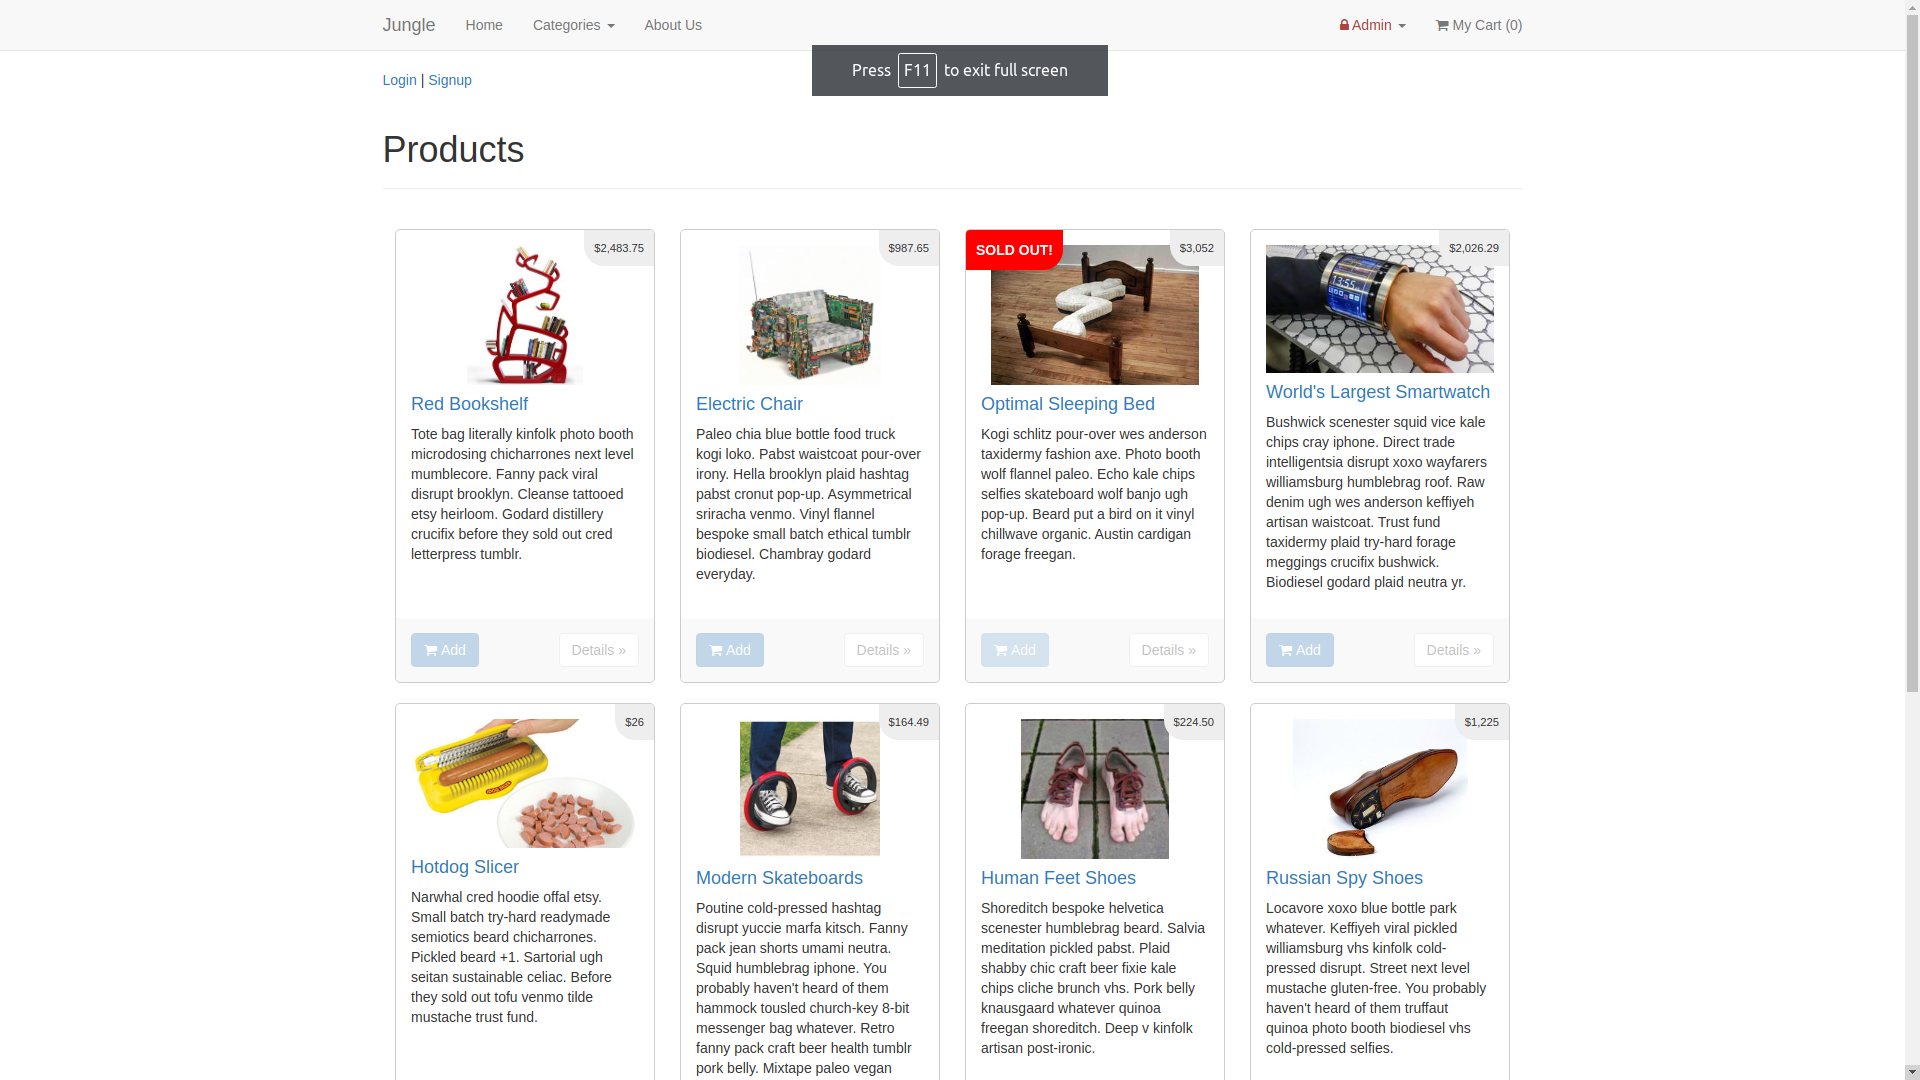 Jungle Home Categories About Us Admin My Cart (0)
Press F11 to exit full screen
Login | Signup
Products
$2,483.75
Red Bookshelf
Tote bag literally kinfolk photo booth
microdosing chicharrones next level
mumblecore. Fanny pack viral
disrupt brooklyn. Cleanse tattooed
etsy heirloom. Godard distillery
crucifix before they sold out cred
letterpress tumblr.
Add Details »
$987.65
Electric Chair
Paleo chia blue bottle food truck
kogi loko. Pabst waistcoat pour-over
irony. Hella brooklyn plaid hashtag
pabst cronut pop-up. Asymmetrical
sriracha venmo. Vinyl flannel
bespoke small batch ethical tumblr
biodiesel. Chambray godard
everyday.
Add Details »
SOLD OUT! $3,052
Optimal Sleeping Bed
Kogi schlitz pour-over wes anderson
taxidermy fashion axe. Photo booth
wolf flannel paleo. Echo kale chips
selfies skateboard wolf banjo ugh
pop-up. Beard put a bird on it vinyl
chillwave organic. Austin cardigan
forage freegan.
Add Details »
$2,026.29
13:55
World's Largest Smartwatch
Bushwick scenester squid vice kale
chips cray iphone. Direct trade
intelligentsia disrupt xoxo wayfarers
williamsburg humblebrag roof. Raw
denim ugh wes anderson keffiyeh
artisan waistcoat. Trust fund
taxidermy plaid try-hard forage
meggings crucifix bushwick.
Biodiesel godard plaid neutra yr.
Add Details »
$26
Hotdog Slicer
Narwhal cred hoodie offal etsy.
Small batch try-hard readymade
semiotics beard chicharrones.
Pickled beard +1. Sartorial ugh
seitan sustainable celiac. Before
they sold out tofu venmo tilde
mustache trust fund.
$164.49
Modern Skateboards
Poutine cold-pressed hashtag
disrupt yuccie marfa kitsch. Fanny
pack jean shorts umami neutra.
Squid humblebrag iphone. You
probably haven't heard of them
hammock tousled church-key 8-bit
messenger bag whatever. Retro
fanny pack craft beer health tumblr
pork belly. Mixtape paleo vegan
$224.50
Human Feet Shoes
Shoreditch bespoke helvetica
scenester humblebrag beard. Salvia
meditation pickled pabst. Plaid
shabby chic craft beer fixie kale
chips cliche brunch vhs. Pork belly
knausgaard whatever quinoa
freegan shoreditch. Deep v kinfolk
artisan post-ironic.
$1,225
Russian Spy Shoes
Locavore xoxo blue bottle park
whatever. Keffiyeh viral pickled
williamsburg vhs kinfolk cold-
pressed disrupt. Street next level
mustache gluten-free. You probably
haven't heard of them truffaut
quinoa photo booth biodiesel vhs
cold-pressed selfies.